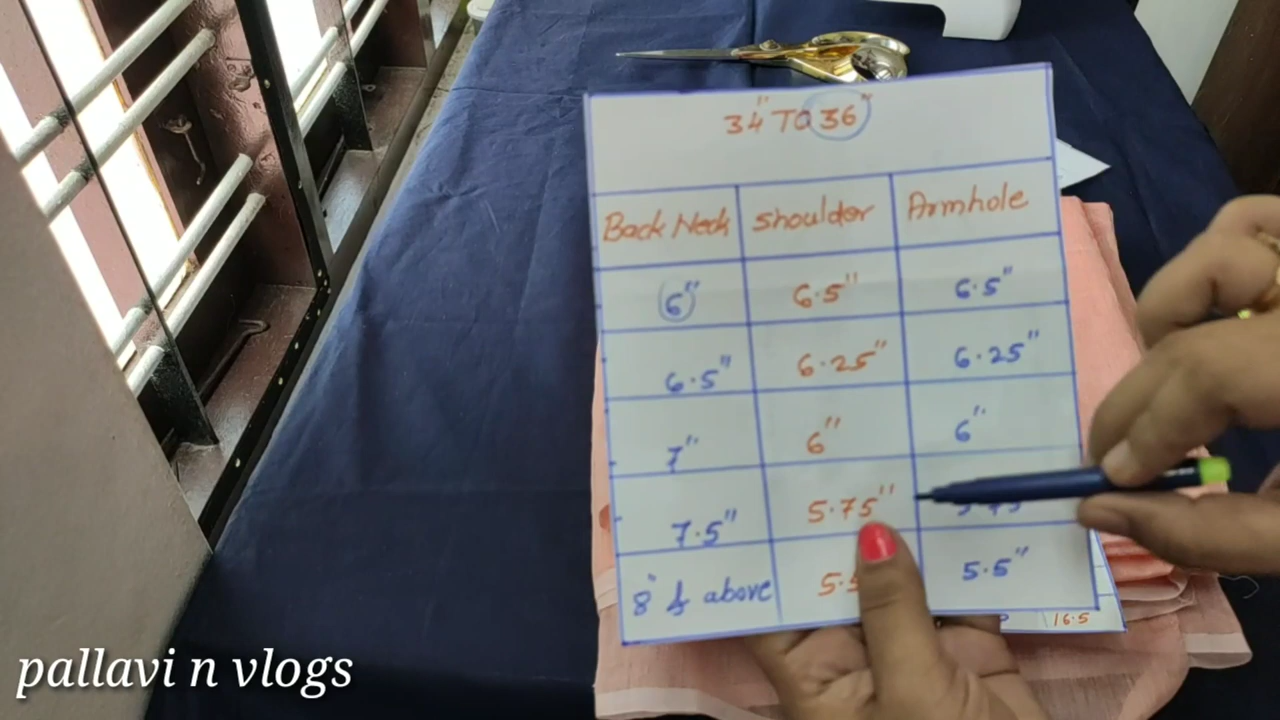 34" TO 36"
Back Neck Shoulder Armhole
6" 6.5" 6.5"
6.5" 6.25" 6.25"
7" 6" 6"
7.5" 5.75"
8" & above 5.5"
16.5
pallavi n vlogs